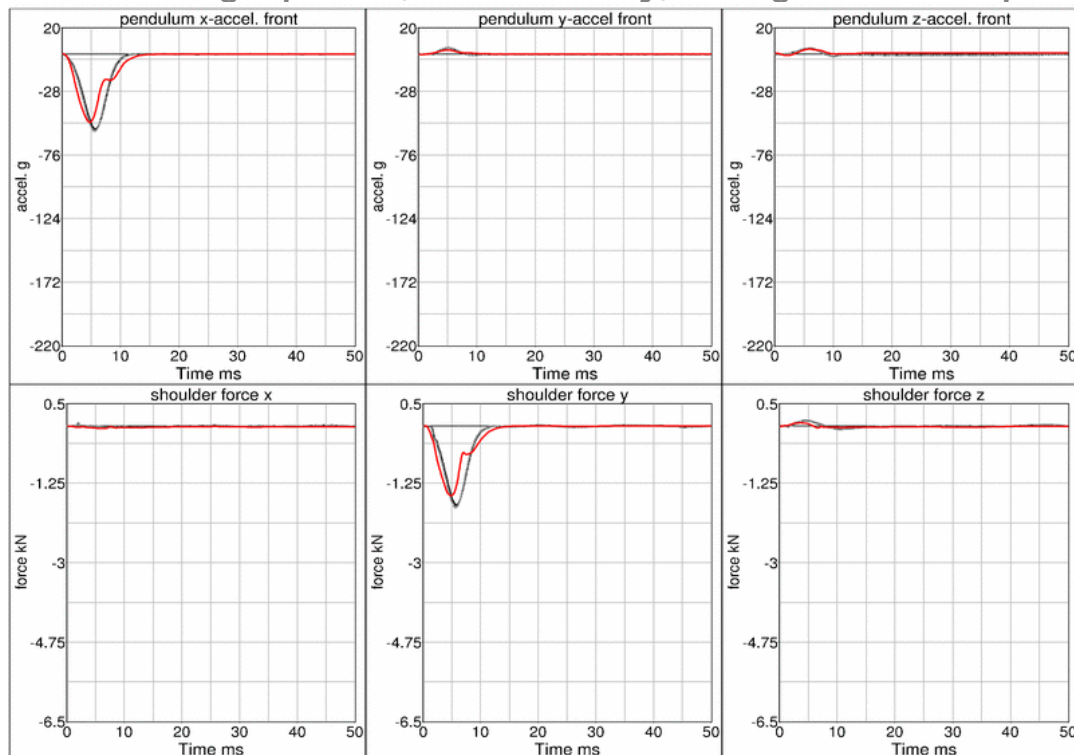 pendulum x-accel. front
pendulum y-accel front
pendulum z-accel. front
20
-28
-76
-124
-172
-220
accel. g
0 10 20 30 40 50
Time ms
20
-28
-76
-124
-172
-220
accel. g
0 10 20 30 40 50
Time ms
20
-28
-76
-124
-172
-220
accel. g
0 10 20 30 40 50
Time ms
shoulder force x
shoulder force y
shoulder force z
0.5
-1.25
-3
-4.75
-6.5
force kN
0 10 20 30 40 50
Time ms
0.5
-1.25
-3
-4.75
-6.5
force kN
0 10 20 30 40 50
Time ms
0.5
-1.25
-3
-4.75
-6.5
force kN
0 10 20 30 40 50
Time ms